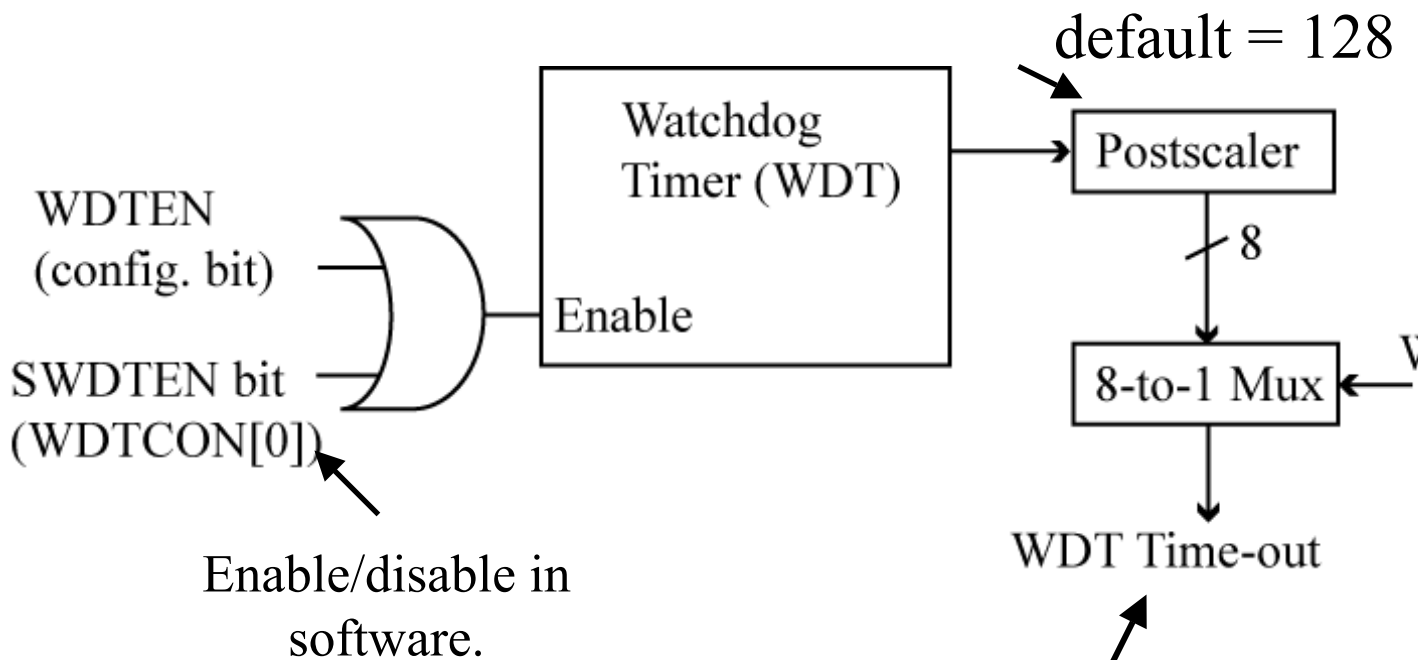 default = 128
Watchdog
Timer (WDT)
Postscaler
WDTEN
(config. bit)
8
Enable
SWDTEN bit
(WDTCON[0])
8-to-1 Mux
W
WDT Time-out
Enable/disable in
software.